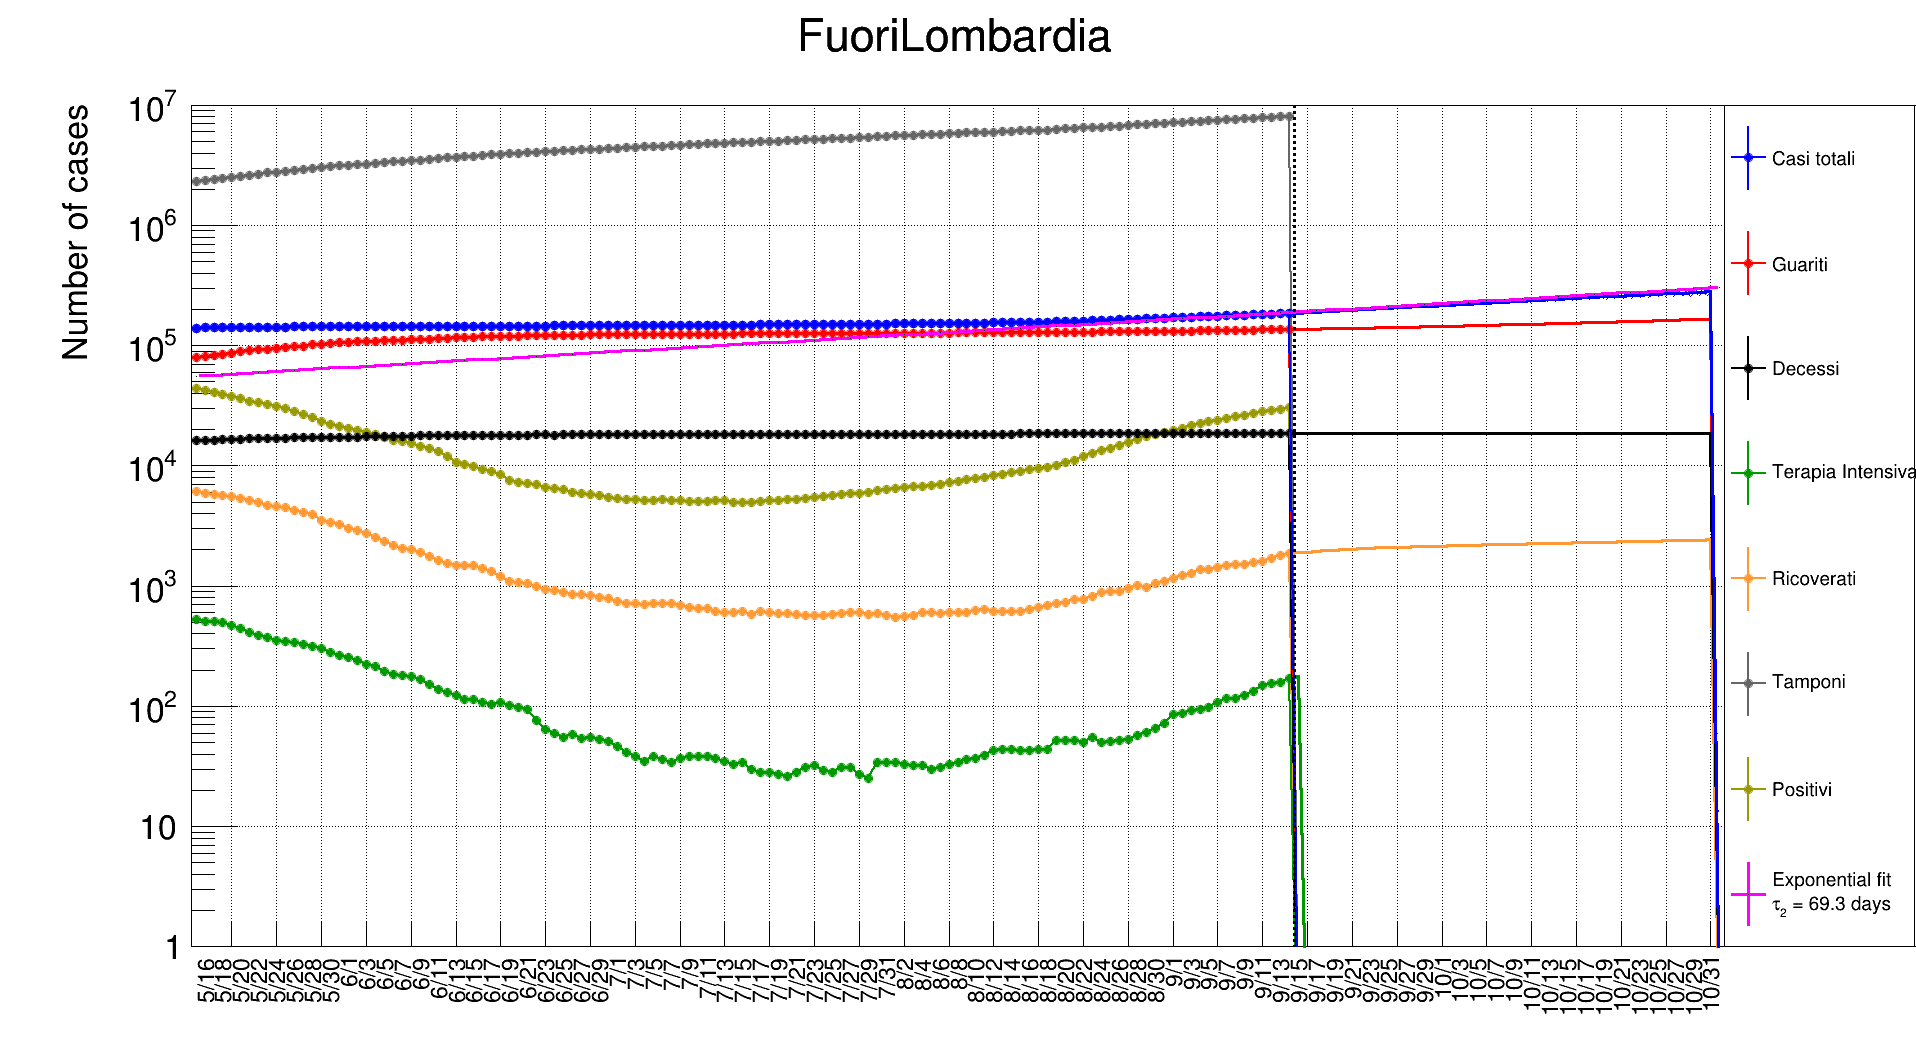 FuoriLombardia
Number of cases
10^7
10^6
10^5
10^4
10^3
10^2
10
1
5/16 5/18 5/20 5/22 5/24 5/26 5/28 5/30 6/1 6/3 6/5 6/7 6/9 6/11 6/13 6/15 6/17 6/19 6/21 6/23 6/25 6/27 6/29 7/1 7/3 7/5 7/7 7/9 7/11 7/13 7/15 7/17 7/19 7/21 7/23 7/25 7/27 7/29 7/31 8/2 8/4 8/6 8/8 8/10 8/12 8/14 8/16 8/18 8/20 8/22 8/24 8/26 8/28 8/30 9/1 9/3 9/5 9/7 9/9 9/11 9/13 9/15 9/17 9/19 9/21 9/23 9/25 9/27 9/29 10/1 10/3 10/5 10/7 10/9 10/11 10/13 10/15 10/17 10/19 10/21 10/23 10/25 10/27 10/29 10/31
Casi totali
Guariti
Decessi
Terapia Intensiva
Ricoverati
Tamponi
Positivi
Exponential fit
τ₂ = 69.3 days